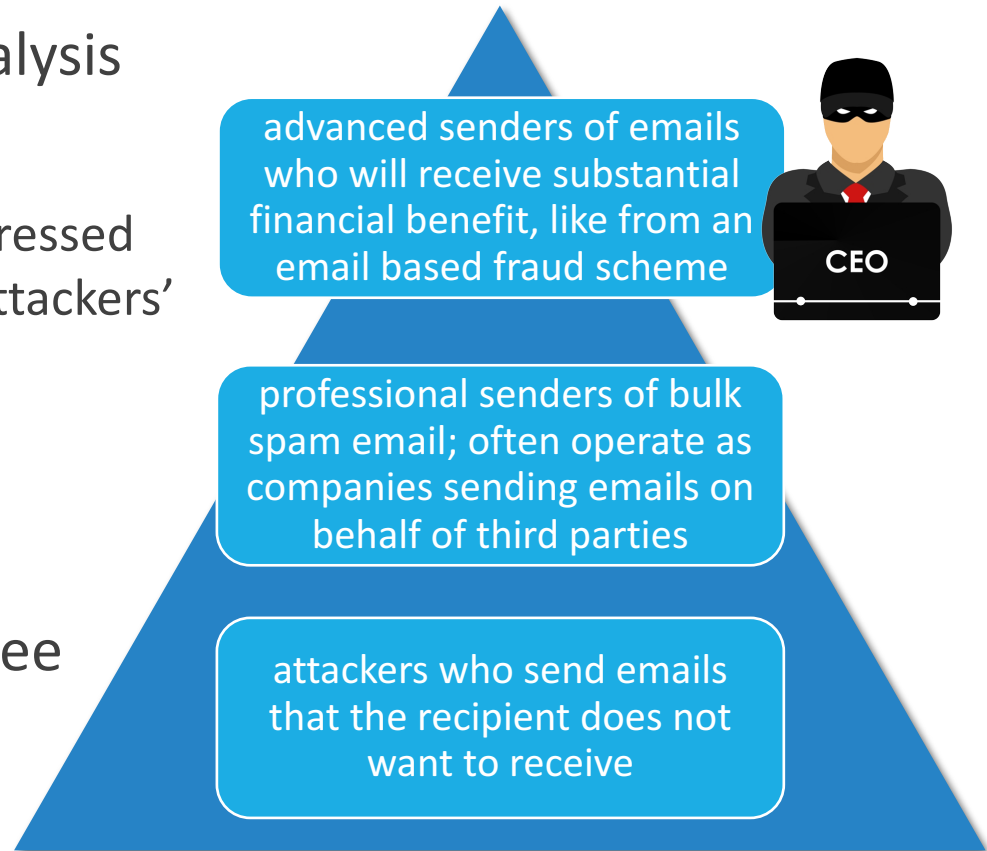 alysis
ressed
ttackers’
ee
advanced senders of emails
who will receive substantial
financial benefit, like from an
email based fraud scheme
CEO
professional senders of bulk
spam email; often operate as
companies sending emails on
behalf of third parties
attackers who send emails
that the recipient does not
want to receive